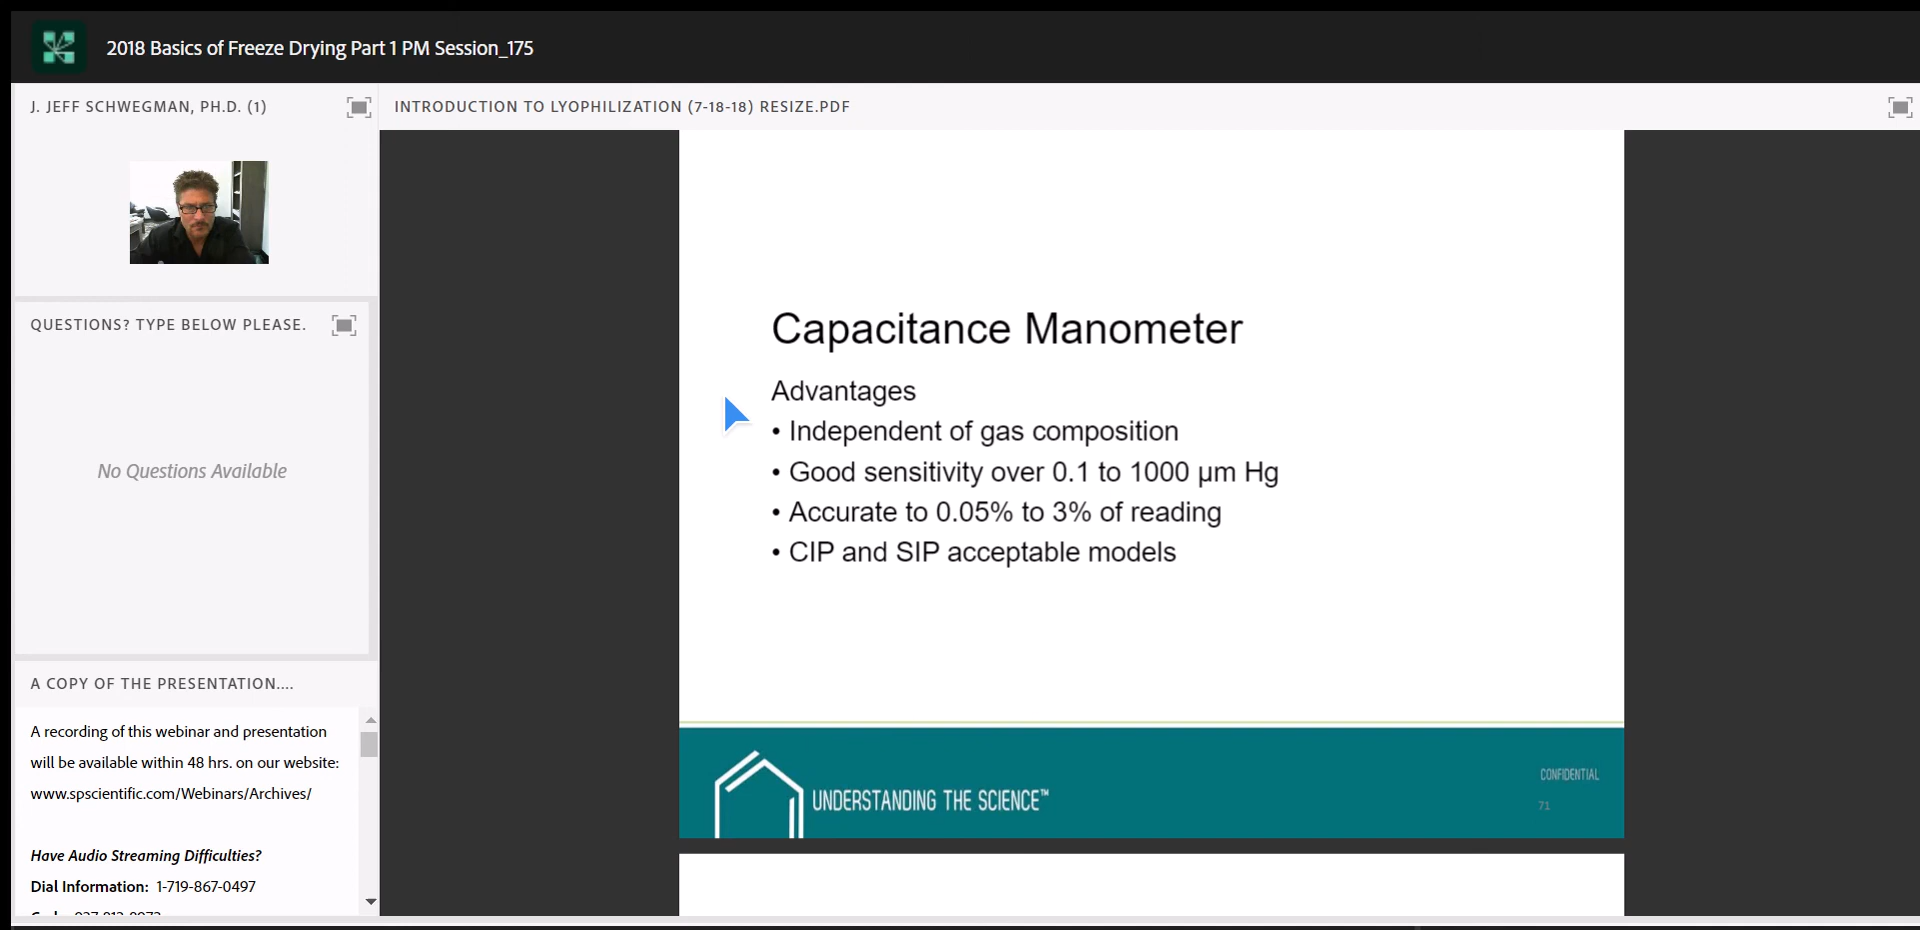 2018 Basics of Freeze Drying Part 1 PM Session_175
J. JEFF SCHWEGMAN, PH.D. (1)
INTRODUCTION TO LYOPHILIZATION (7-18-18) RESIZE.PDF
QUESTIONS? TYPE BELOW PLEASE.
No Questions Available
A COPY OF THE PRESENTATION....
A recording of this webinar and presentation
will be available within 48 hrs. on our website:
www.spscientific.com/Webinars/Archives/
Have Audio Streaming Difficulties?
Dial Information: 1-719-867-0497
Capacitance Manometer
Advantages
• Independent of gas composition
• Good sensitivity over 0.1 to 1000 µm Hg
• Accurate to 0.05% to 3% of reading
• CIP and SIP acceptable models
UNDERSTANDING THE SCIENCE™
CONFIDENTIAL
71